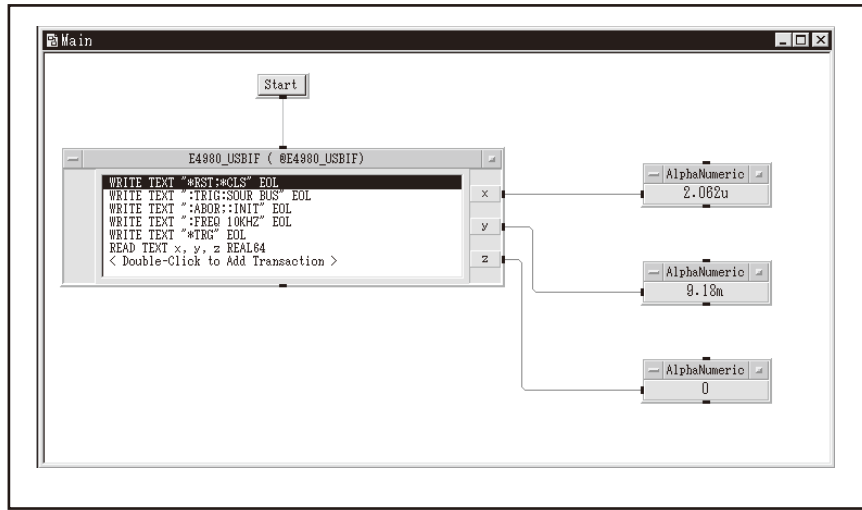 Main
Start
E4980_USBIF ( @E4980_USBIF)
WRITE TEXT "*RST;*CLS" EOL
WRITE TEXT ":TRIG:SOUR BUS" EOL
WRITE TEXT ":ABOR;:INIT" EOL
WRITE TEXT ":FREQ 10KHZ" EOL
WRITE TEXT "*TRG" EOL
READ TEXT x, y, z REAL64
< Double-Click to Add Transaction >
x
y
z
AlphaNumeric
2.062u
AlphaNumeric
9.18m
AlphaNumeric
0